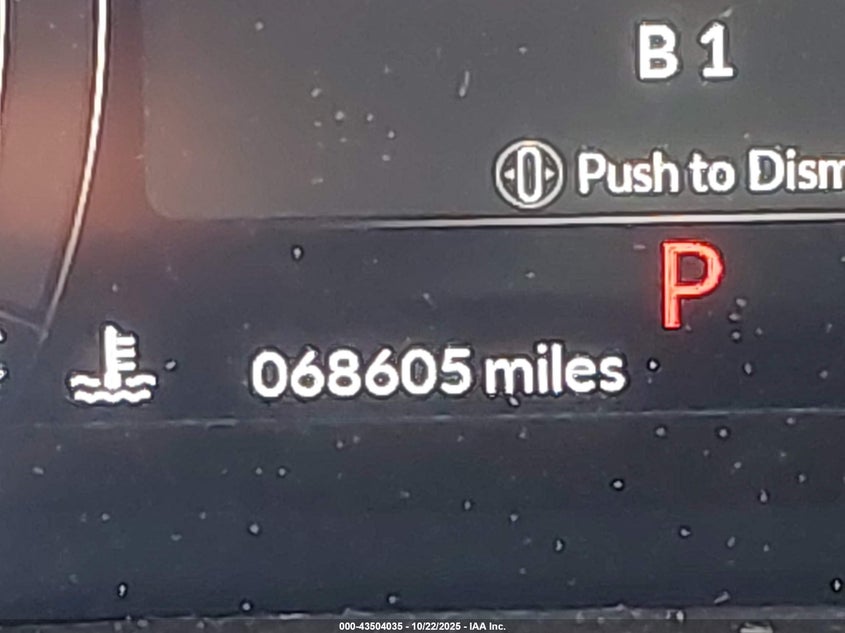 B 1
Push to Dism
P
068605 miles
000-43504035 - 10/22/2025 - IAA Inc.